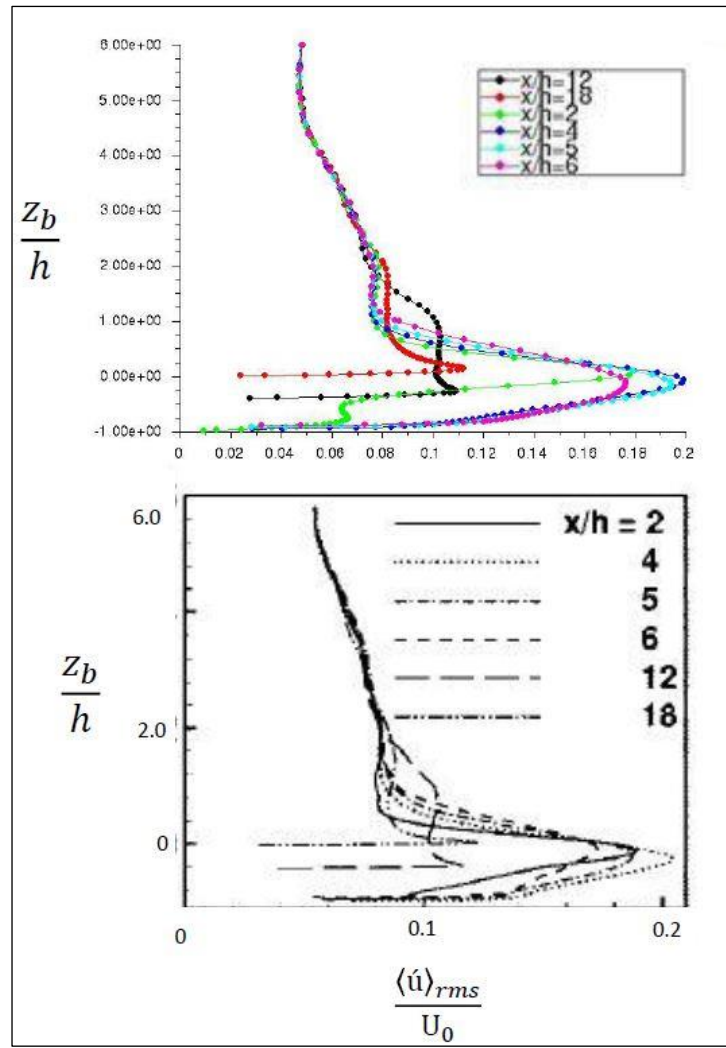 6.00e+00
x/h=12
x/h=18
x/h=2
x/h=4
x/h=5
x/h=6
5.00e+00
4.00e+00
z_b/h
3.00e+00
2.00e+00
1.00e+00
0.00e+00
-1.00e+00
0 0.02 0.04 0.06 0.08 0.1 0.12 0.14 0.16 0.18 0.2
6.0
x/h = 2
4
5
6
12
18
z_b/h
2.0
0
0 0.1 0.2
⟨ú⟩_rms/U_0